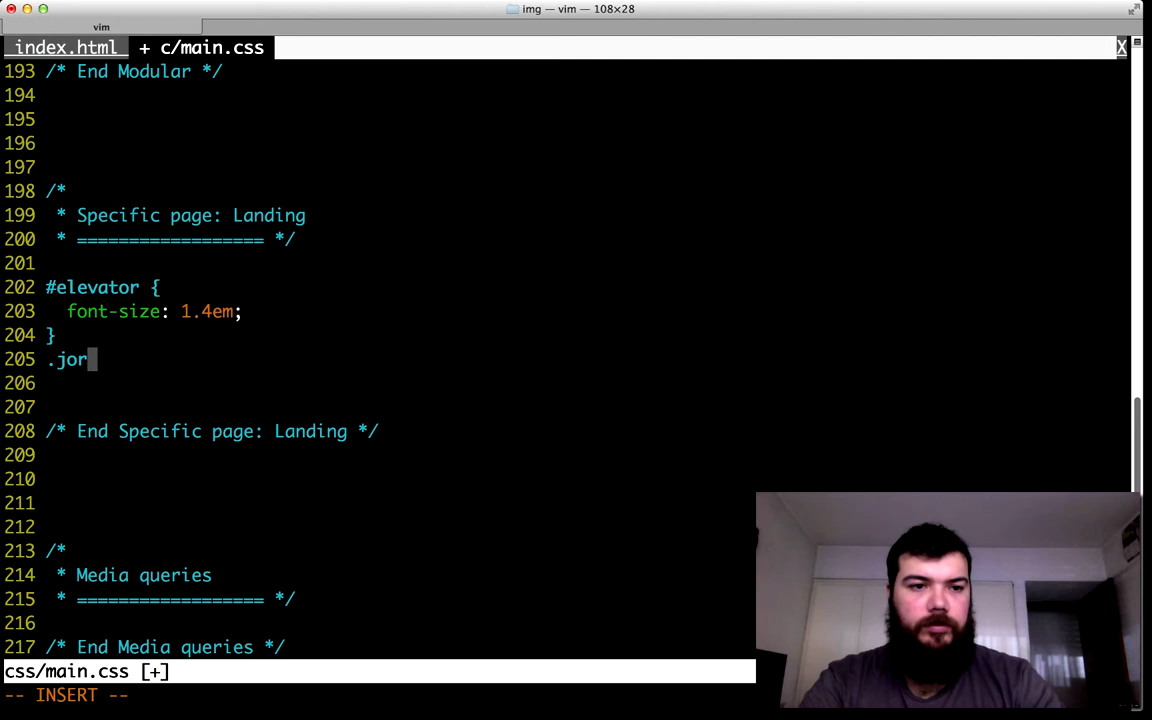 img — vim — 108×28
vim
index.html + c/main.css X
193 /* End Modular */
194
195
196
197
198 /*
199  * Specific page: Landing
200  * ================== */
201
202 #elevator {
203   font-size: 1.4em;
204 }
205 .jor
206
207
208 /* End Specific page: Landing */
209
210
211
212
213 /*
214  * Media queries
215  * ================== */
216
217 /* End Media queries */
css/main.css [+]
-- INSERT --